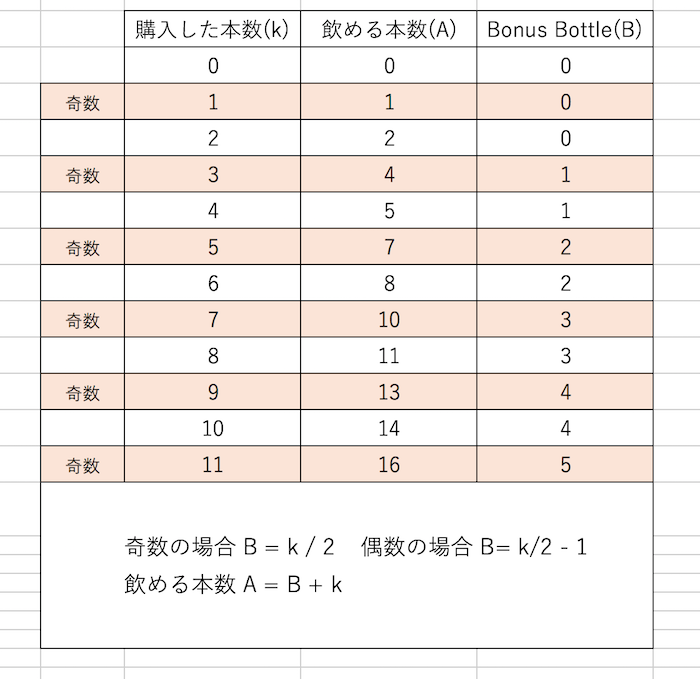 購入した本数(k) 飲める本数(A) Bonus Bottle(B)
0 0 0
奇数 1 1 0
2 2 0
奇数 3 4 1
4 5 1
奇数 5 7 2
6 8 2
奇数 7 10 3
8 11 3
奇数 9 13 4
10 14 4
奇数 11 16 5
奇数の場合 B = k / 2 偶数の場合 B= k/2 - 1
飲める本数 A = B + k